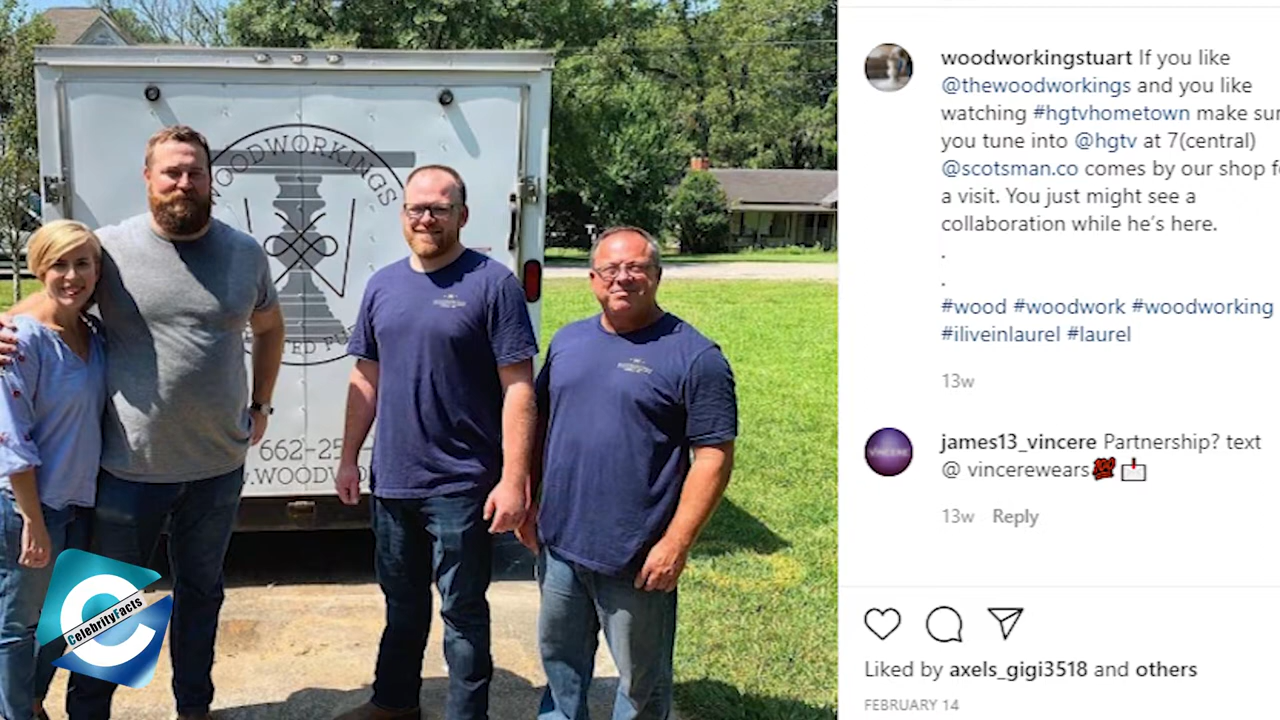 WOODWORKINGS
662-25
W.WOODWO
CelebrityFacts
woodworkingstuart If you like
@thewoodworkings and you like
watching #hgtvhometown make sur
you tune into @hgtv at 7(central)
@scotsman.co comes by our shop f
a visit. You just might see a
collaboration while he's here.
.
.
#wood #woodwork #woodworking
#iliveinlaurel #laurel
13w
VINCERE
james13_vincere Partnership? text
@ vincerewears💯📩
13w Reply
Liked by axels_gigi3518 and others
FEBRUARY 14